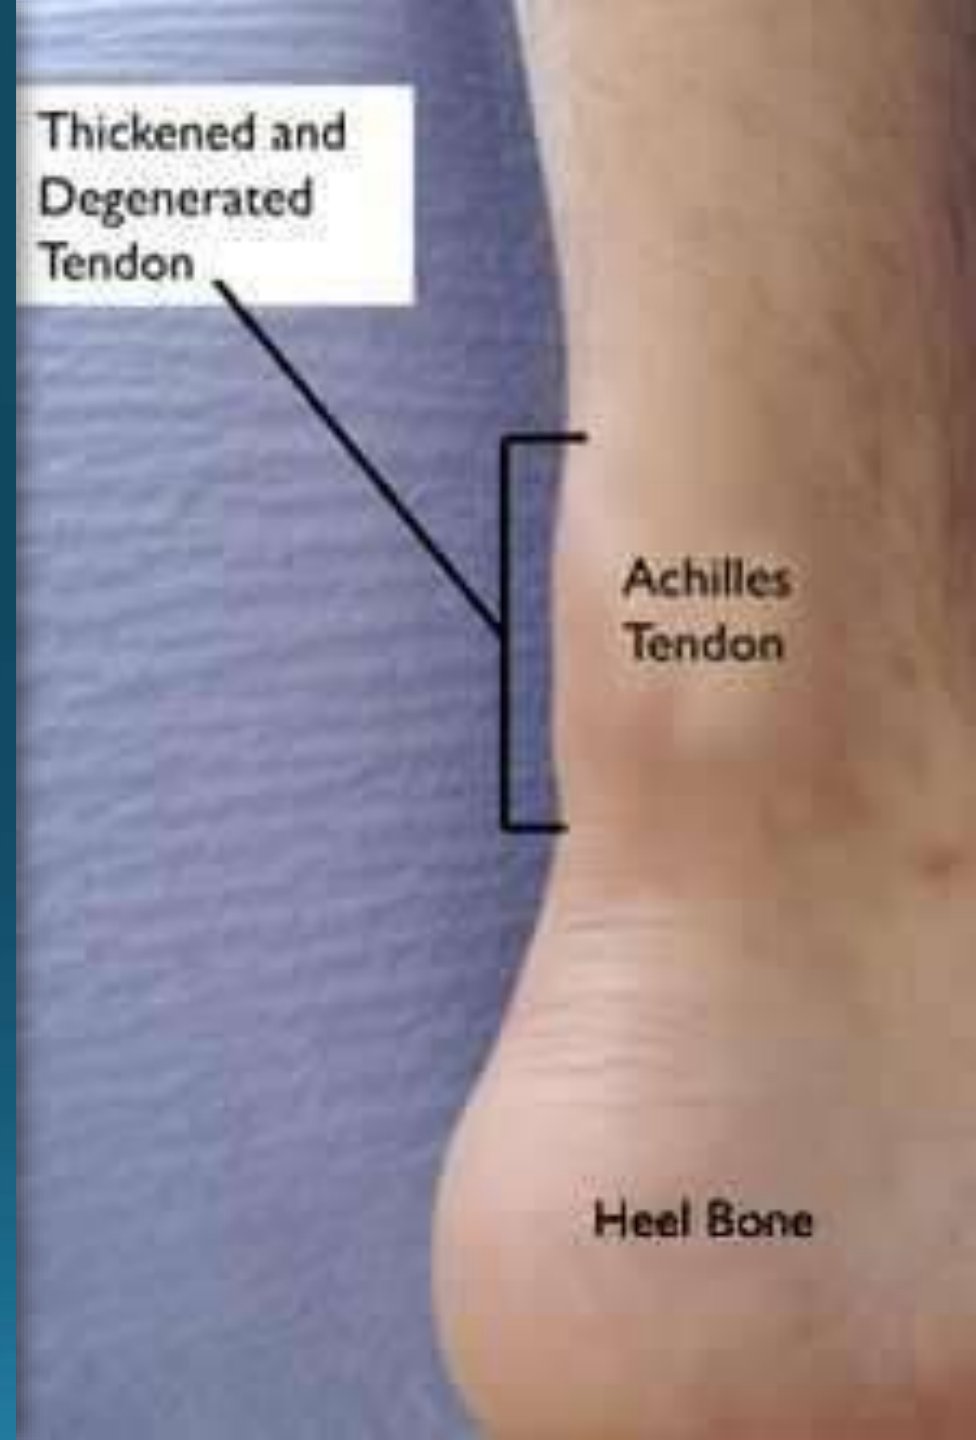 Thickened and
Degenerated
Tendon
Achilles
Tendon
Heel Bone